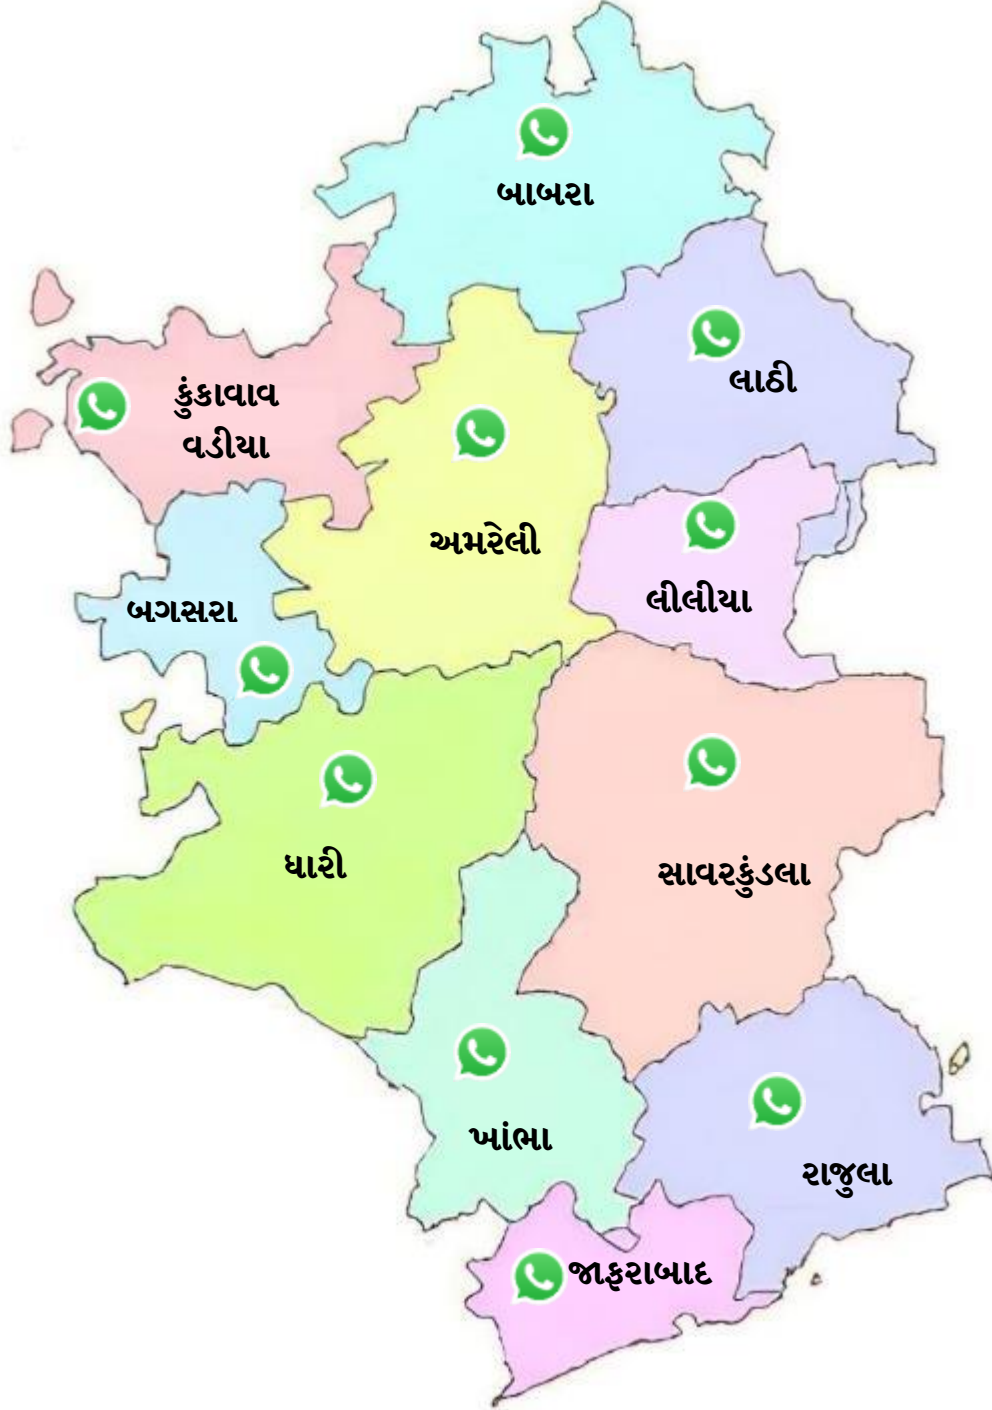 બાબરા
લાઠી
કુંકાવાવ
વડીયા
અમરેલી
લીલીયા
બગસરા
ધારી
સાવરકુંડલા
ખાંભા
રાજુલા
જાફરાબાદ